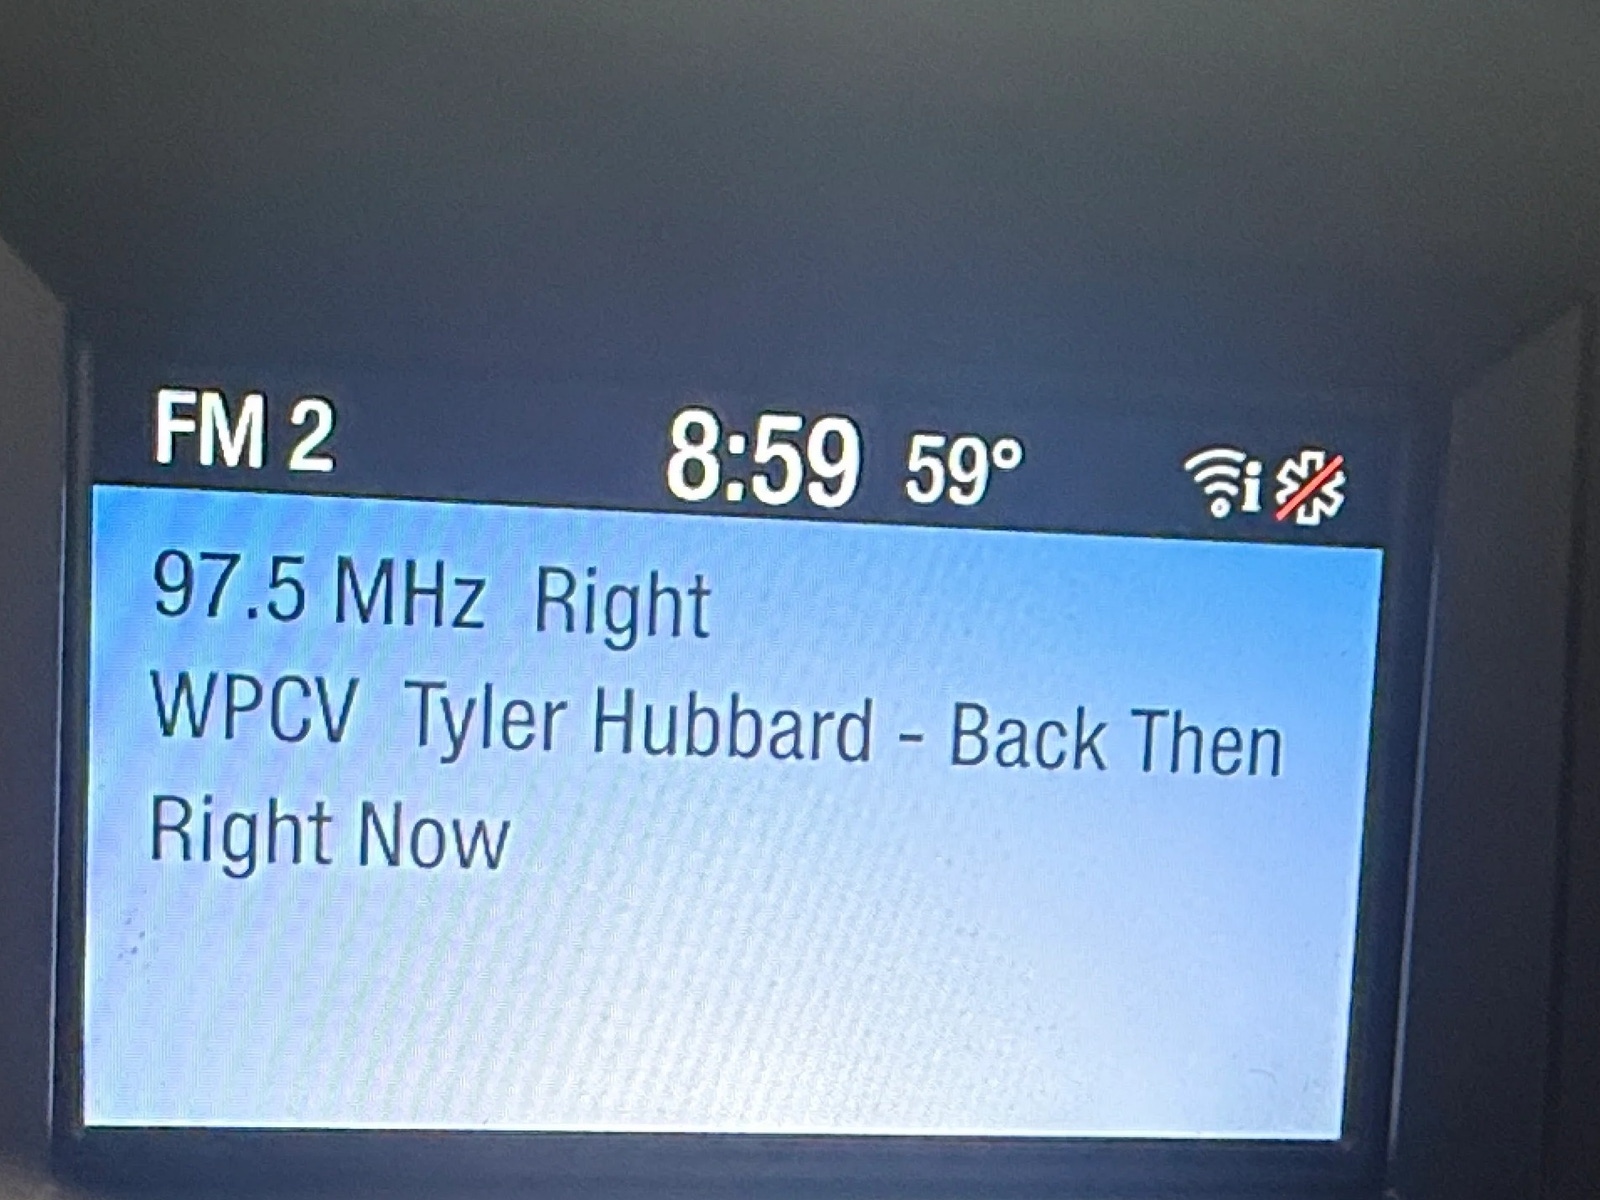 FM 2 8:59 59° i
97.5 MHz Right
WPCV Tyler Hubbard - Back Then
Right Now